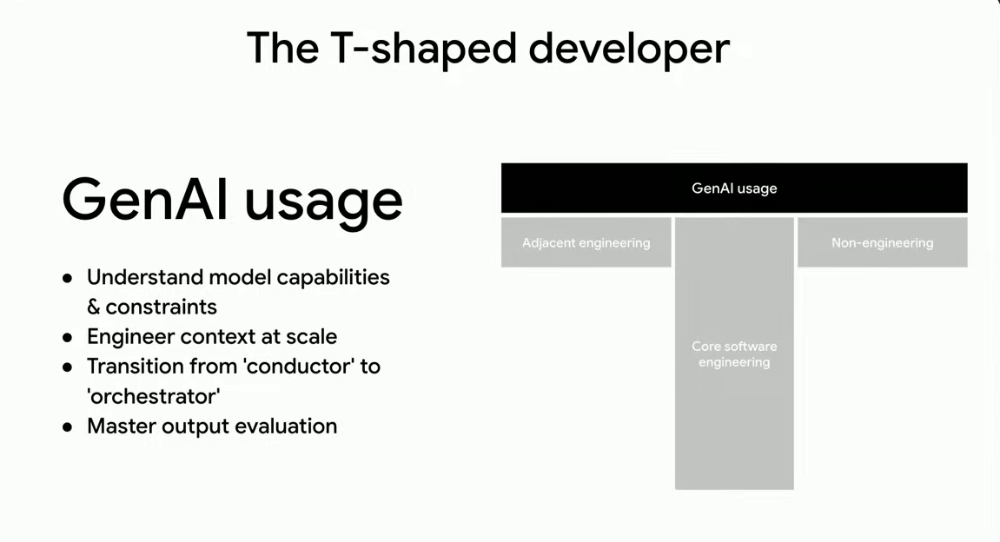 The T-shaped developer
GenAI usage
● Understand model capabilities
& constraints
● Engineer context at scale
● Transition from 'conductor' to
'orchestrator'
● Master output evaluation
GenAI usage
Adjacent engineering
Non-engineering
Core software
engineering